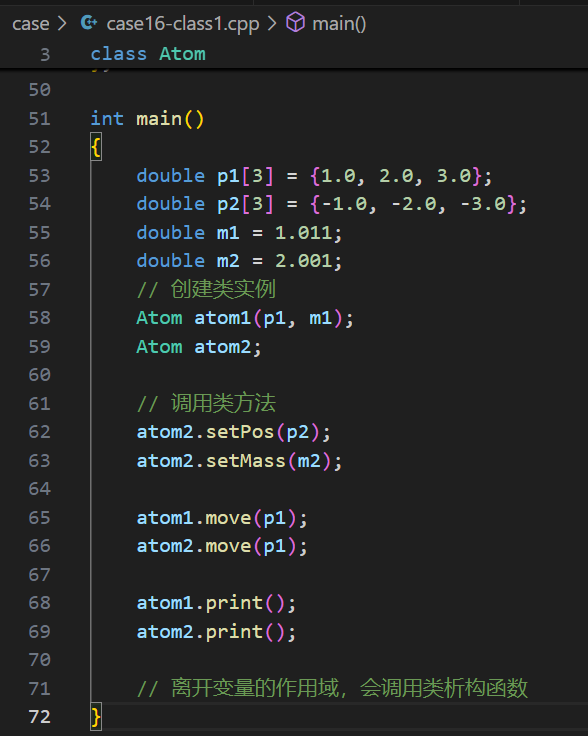 case > case16-class1.cpp > main()
3 class Atom
50
51 int main()
52 {
53 double p1[3] = {1.0, 2.0, 3.0};
54 double p2[3] = {-1.0, -2.0, -3.0};
55 double m1 = 1.011;
56 double m2 = 2.001;
57 // 创建类实例
58 Atom atom1(p1, m1);
59 Atom atom2;
60
61 // 调用类方法
62 atom2.setPos(p2);
63 atom2.setMass(m2);
64
65 atom1.move(p1);
66 atom2.move(p1);
67
68 atom1.print();
69 atom2.print();
70
71 // 离开变量的作用域，会调用类析构函数
72 }